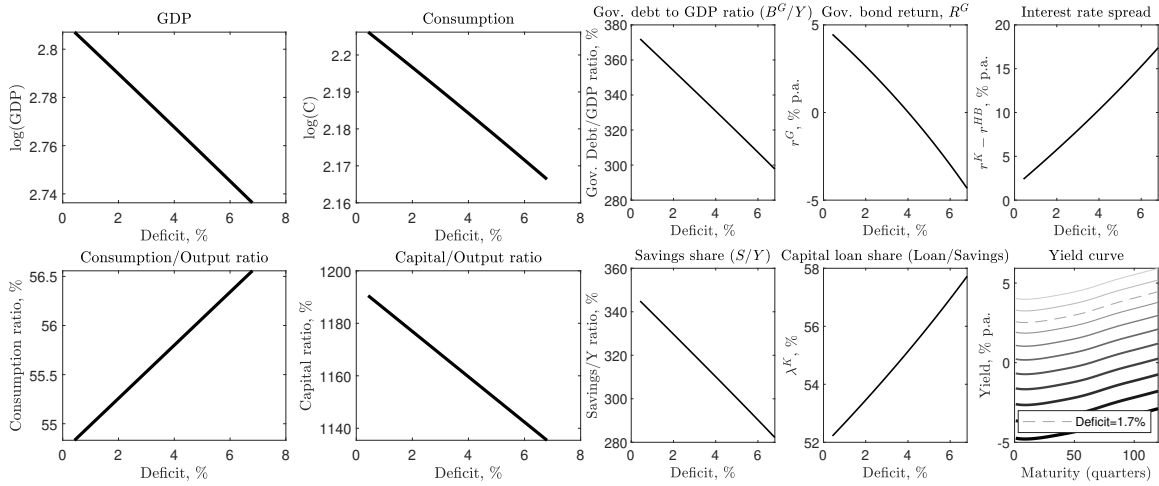 GDP
log(GDP)
2.8
2.78
2.76
2.74
0 2 4 6 8
Deficit, %
Consumption
log(C)
2.2
2.19
2.18
2.17
2.16
0 2 4 6 8
Deficit, %
Gov. debt to GDP ratio (B^G/Y)
Gov. Debt/GDP ratio, %
380
360
340
320
300
280
0 2 4 6
Deficit, %
Gov. bond return, R^G
r^G, % p.a.
5
0
-5
0 2 4 6
Deficit, %
Interest rate spread
r^K − r^{HB}, % p.a.
20
15
10
5
0
0 2 4 6
Deficit, %
Consumption/Output ratio
Consumption ratio, %
56.5
56
55.5
55
0 2 4 6 8
Deficit, %
Capital/Output ratio
Capital ratio, %
1200
1180
1160
1140
0 2 4 6 8
Deficit, %
Savings share (S/Y)
Savings/Y ratio, %
360
340
320
300
280
0 2 4 6
Deficit, %
Capital loan share (Loan/Savings)
λ^K, %
58
56
54
52
0 2 4 6
Deficit, %
Yield curve
Yield, % p.a.
5
0
-5
Deficit=1.7%
0 50 100
Maturity (quarters)